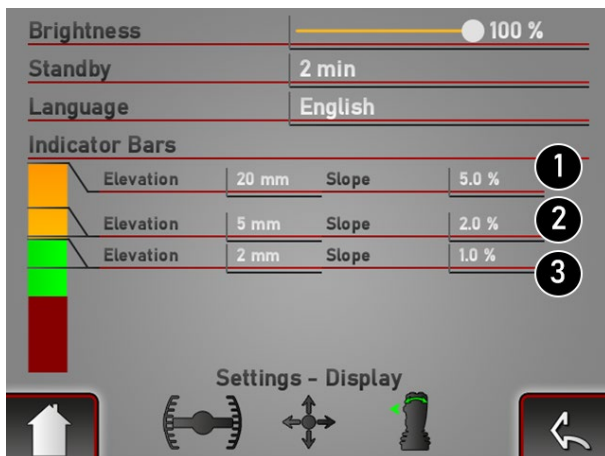 Brightness 100 %
Standby 2 min
Language English
Indicator Bars
Elevation 20 mm Slope 5.0 % 1
Elevation 5 mm Slope 2.0 % 2
Elevation 2 mm Slope 1.0 % 3
Settings - Display